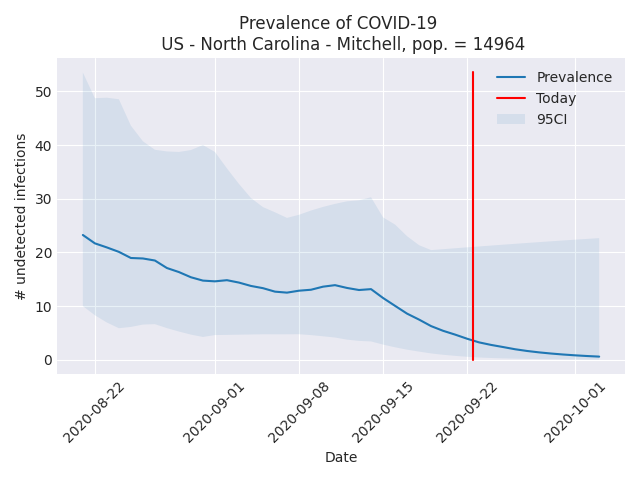 Prevalence of COVID-19
US - North Carolina - Mitchell, pop. = 14964
Prevalence
Today
95CI
50
40
30
20
10
0
# undetected infections
2020-08-22
2020-09-01
2020-09-08
2020-09-15
2020-09-22
2020-10-01
Date